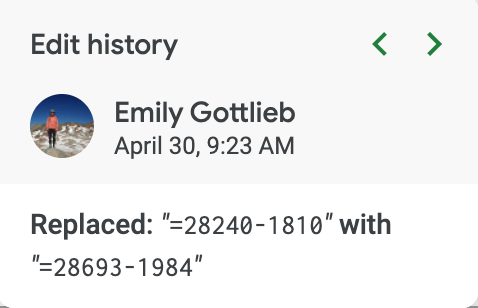 Edit history
Emily Gottlieb
April 30, 9:23 AM
Replaced: "=28240-1810" with
"=28693-1984"